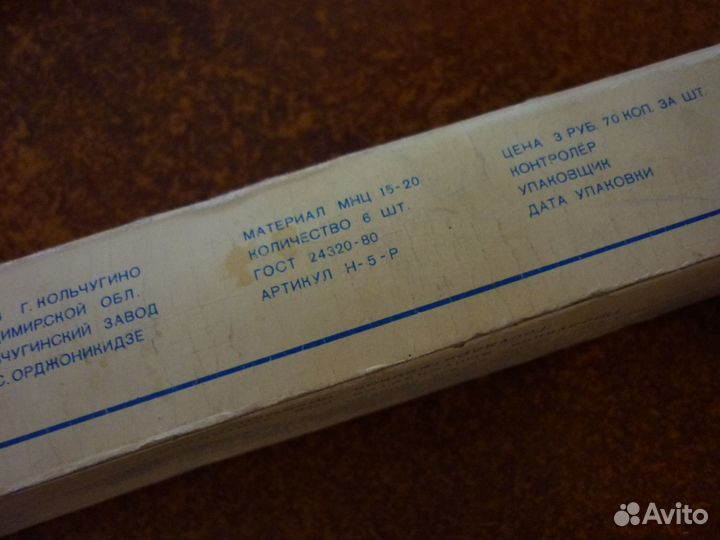 Г. КОЛЬЧУГИНО
ДИМИРСКОЙ ОБЛ.
ЧУГИНСКИЙ ЗАВОД
С. ОРДЖОНИКИДЗЕ
МАТЕРИАЛ МНЦ 15-20
КОЛИЧЕСТВО 6 ШТ.
ГОСТ 24320-80
АРТИКУЛ Н-5-Р
ЦЕНА 3 РУБ. 70 КОП. ЗА ШТ.
КОНТРОЛЁР
УПАКОВЩИК
ДАТА УПАКОВКИ
Avito